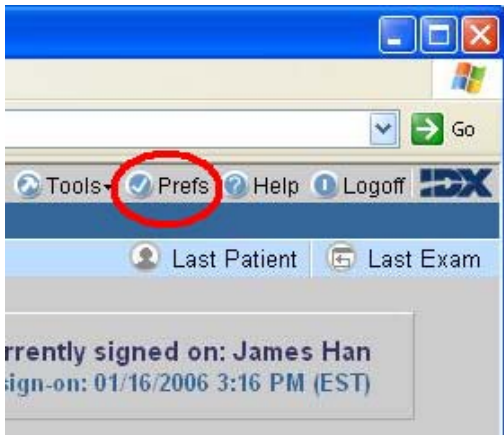 Go
Tools Prefs Help Logoff IDX
Last Patient Last Exam
rrently signed on: James Han
sign-on: 01/16/2006 3:16 PM (EST)